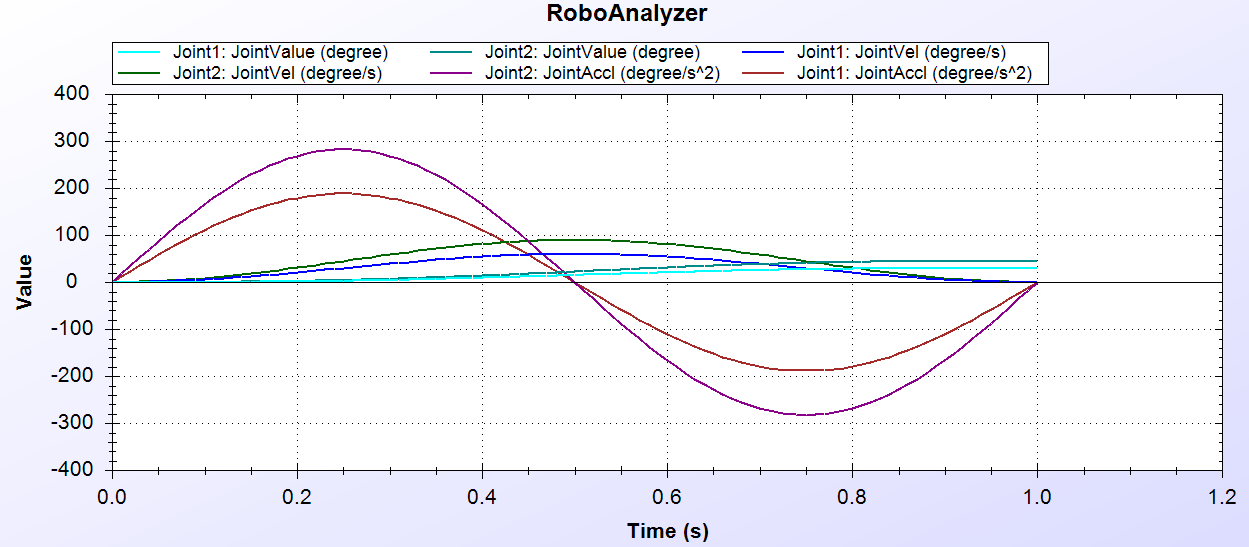 RoboAnalyzer
Joint1: JointValue (degree) Joint2: JointValue (degree) Joint1: JointVel (degree/s)
Joint2: JointVel (degree/s) Joint2: JointAccl (degree/s^2) Joint1: JointAccl (degree/s^2)
400
300
200
100
0
-100
-200
-300
-400
Value
0.0 0.2 0.4 0.6 0.8 1.0 1.2
Time (s)